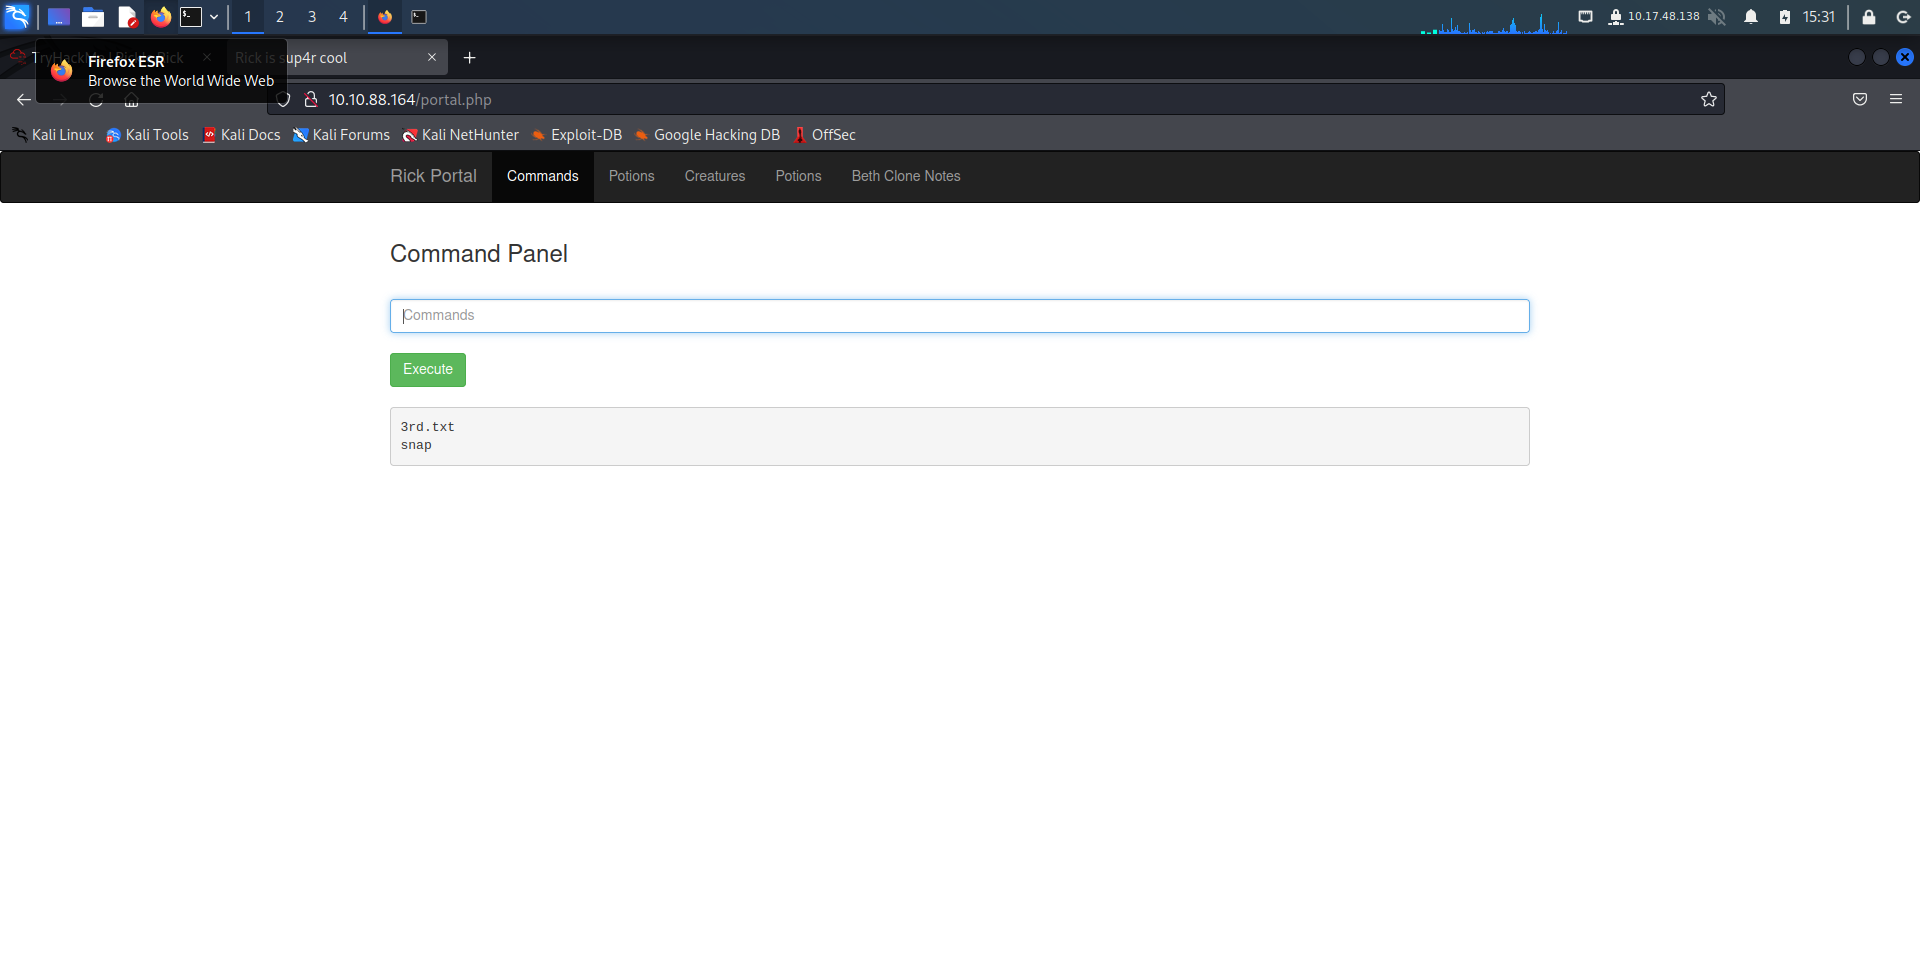 1 2 3 4 10.17.48.138 15:31
Rick is sup4r cool
Firefox ESR
Browse the World Wide Web
10.10.88.164/portal.php
Kali Linux Kali Tools Kali Docs Kali Forums Kali NetHunter Exploit-DB Google Hacking DB OffSec
Rick Portal Commands Potions Creatures Potions Beth Clone Notes
Command Panel
Commands
Execute
3rd.txt
snap